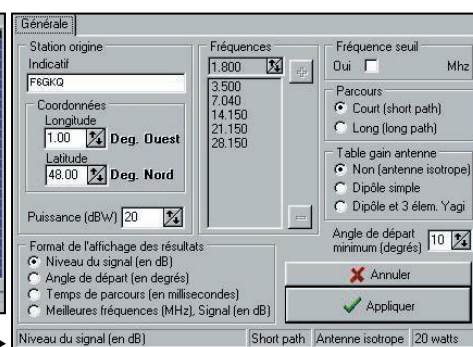 Générale
Station origine
Indicatif
F6GKQ
Coordonnées
Longitude
1.00 Deg. Ouest
Latitude
48.00 Deg. Nord
Puissance (dBW) 20
Fréquences
1.800
3.500
7.040
14.150
21.150
28.150
Fréquence seuil
Oui Mhz
Parcours
Court (short path)
Long (long path)
Table gain antenne
Non (antenne isotrope)
Dipôle simple
Dipôle et 3 élem. Yagi
Angle de départ
minimum (degrés) 10
Format de l'affichage des résultats
Niveau du signal (en dB)
Angle de départ (en degrés)
Temps de parcours (en millisecondes)
Meilleures fréquences (MHz), Signal (en dB)
Annuler
Appliquer
Niveau du signal (en dB) Short path Antenne isotrope 20 watts